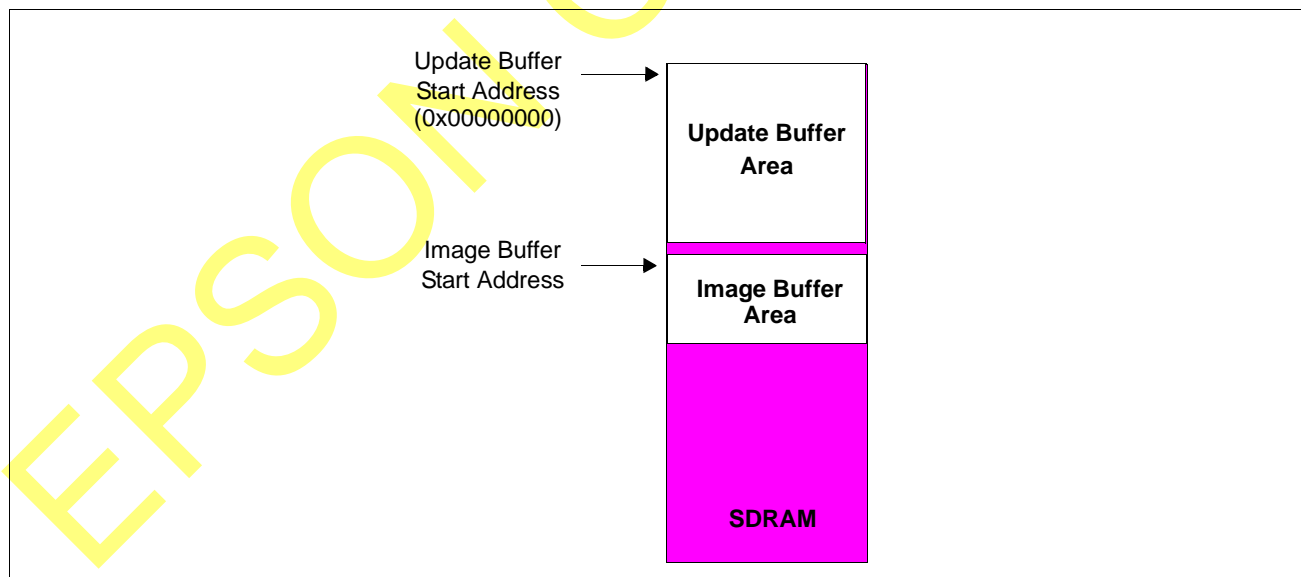 Update Buffer
Start Address
(0x00000000)
Update Buffer
Area
Image Buffer
Start Address
Image Buffer
Area
SDRAM
EPSON